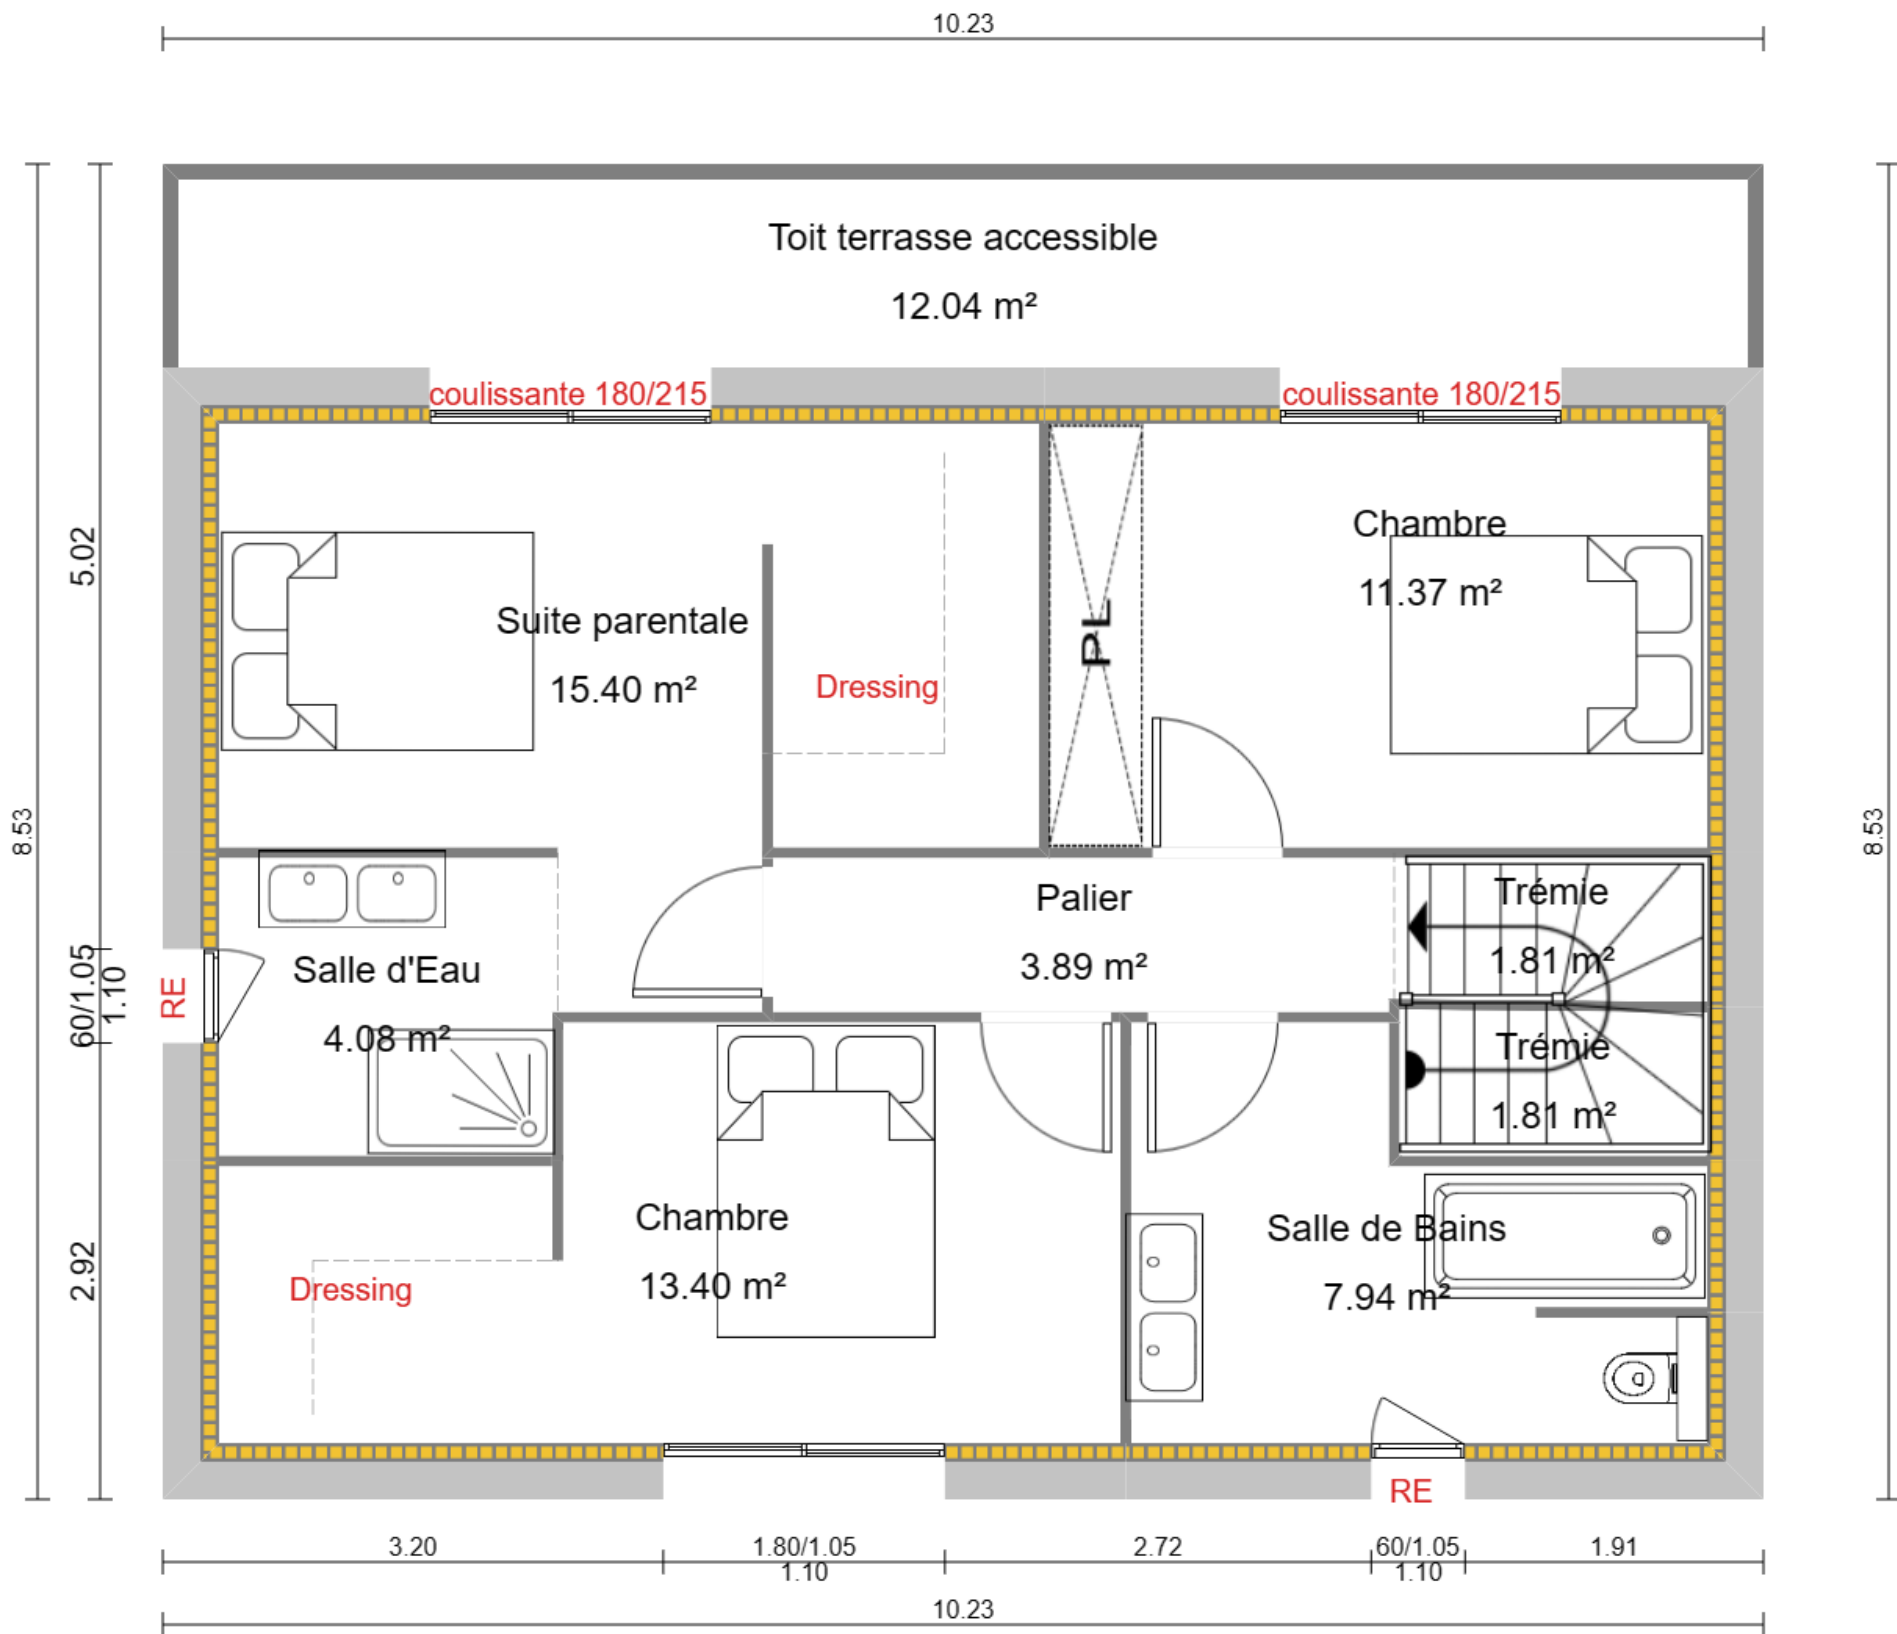 10.23
Toit terrasse accessible
12.04 m²
coulissante 180/215
coulissante 180/215
5.02
8.53
8.53
Chambre
11.37 m²
PL
Suite parentale
15.40 m²
Dressing
Palier
3.89 m²
Trémie
1.81 m²
Trémie
1.81 m²
60/1.05
1.10
RE
Salle d'Eau
4.08 m²
2.92
Dressing
Chambre
13.40 m²
Salle de Bains
7.94 m²
RE
3.20
1.80/1.05
1.10
2.72
60/1.05
1.10
1.91
10.23